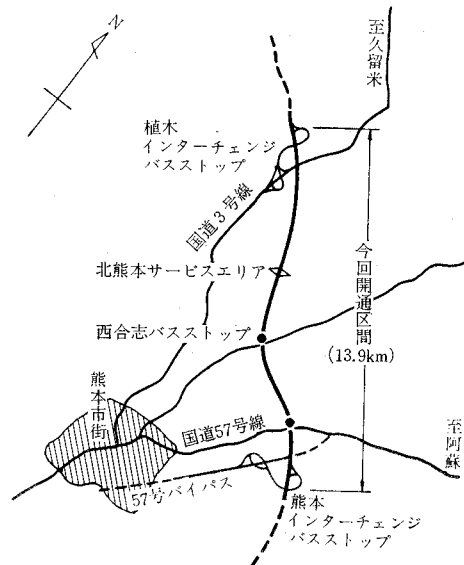 N
至久留米
植木
インターチェンジ
バスストップ
国道3号線
北熊本サービスエリア
今回開通区間
(13.9km)
西合志バスストップ
熊本市街
国道57号線
至阿蘇
57号バイパス
熊本
インターチェンジ
バスストップ